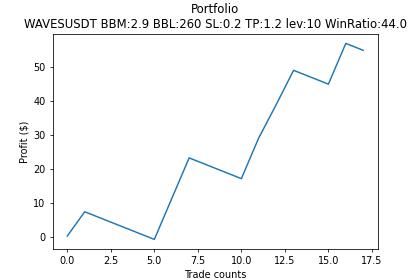 Portfolio
WAVESUSDT BBM:2.9 BBL:260 SL:0.2 TP:1.2 lev:10 WinRatio:44.0
Profit ($)
50
40
30
20
10
0
0.0 2.5 5.0 7.5 10.0 12.5 15.0 17.5
Trade counts